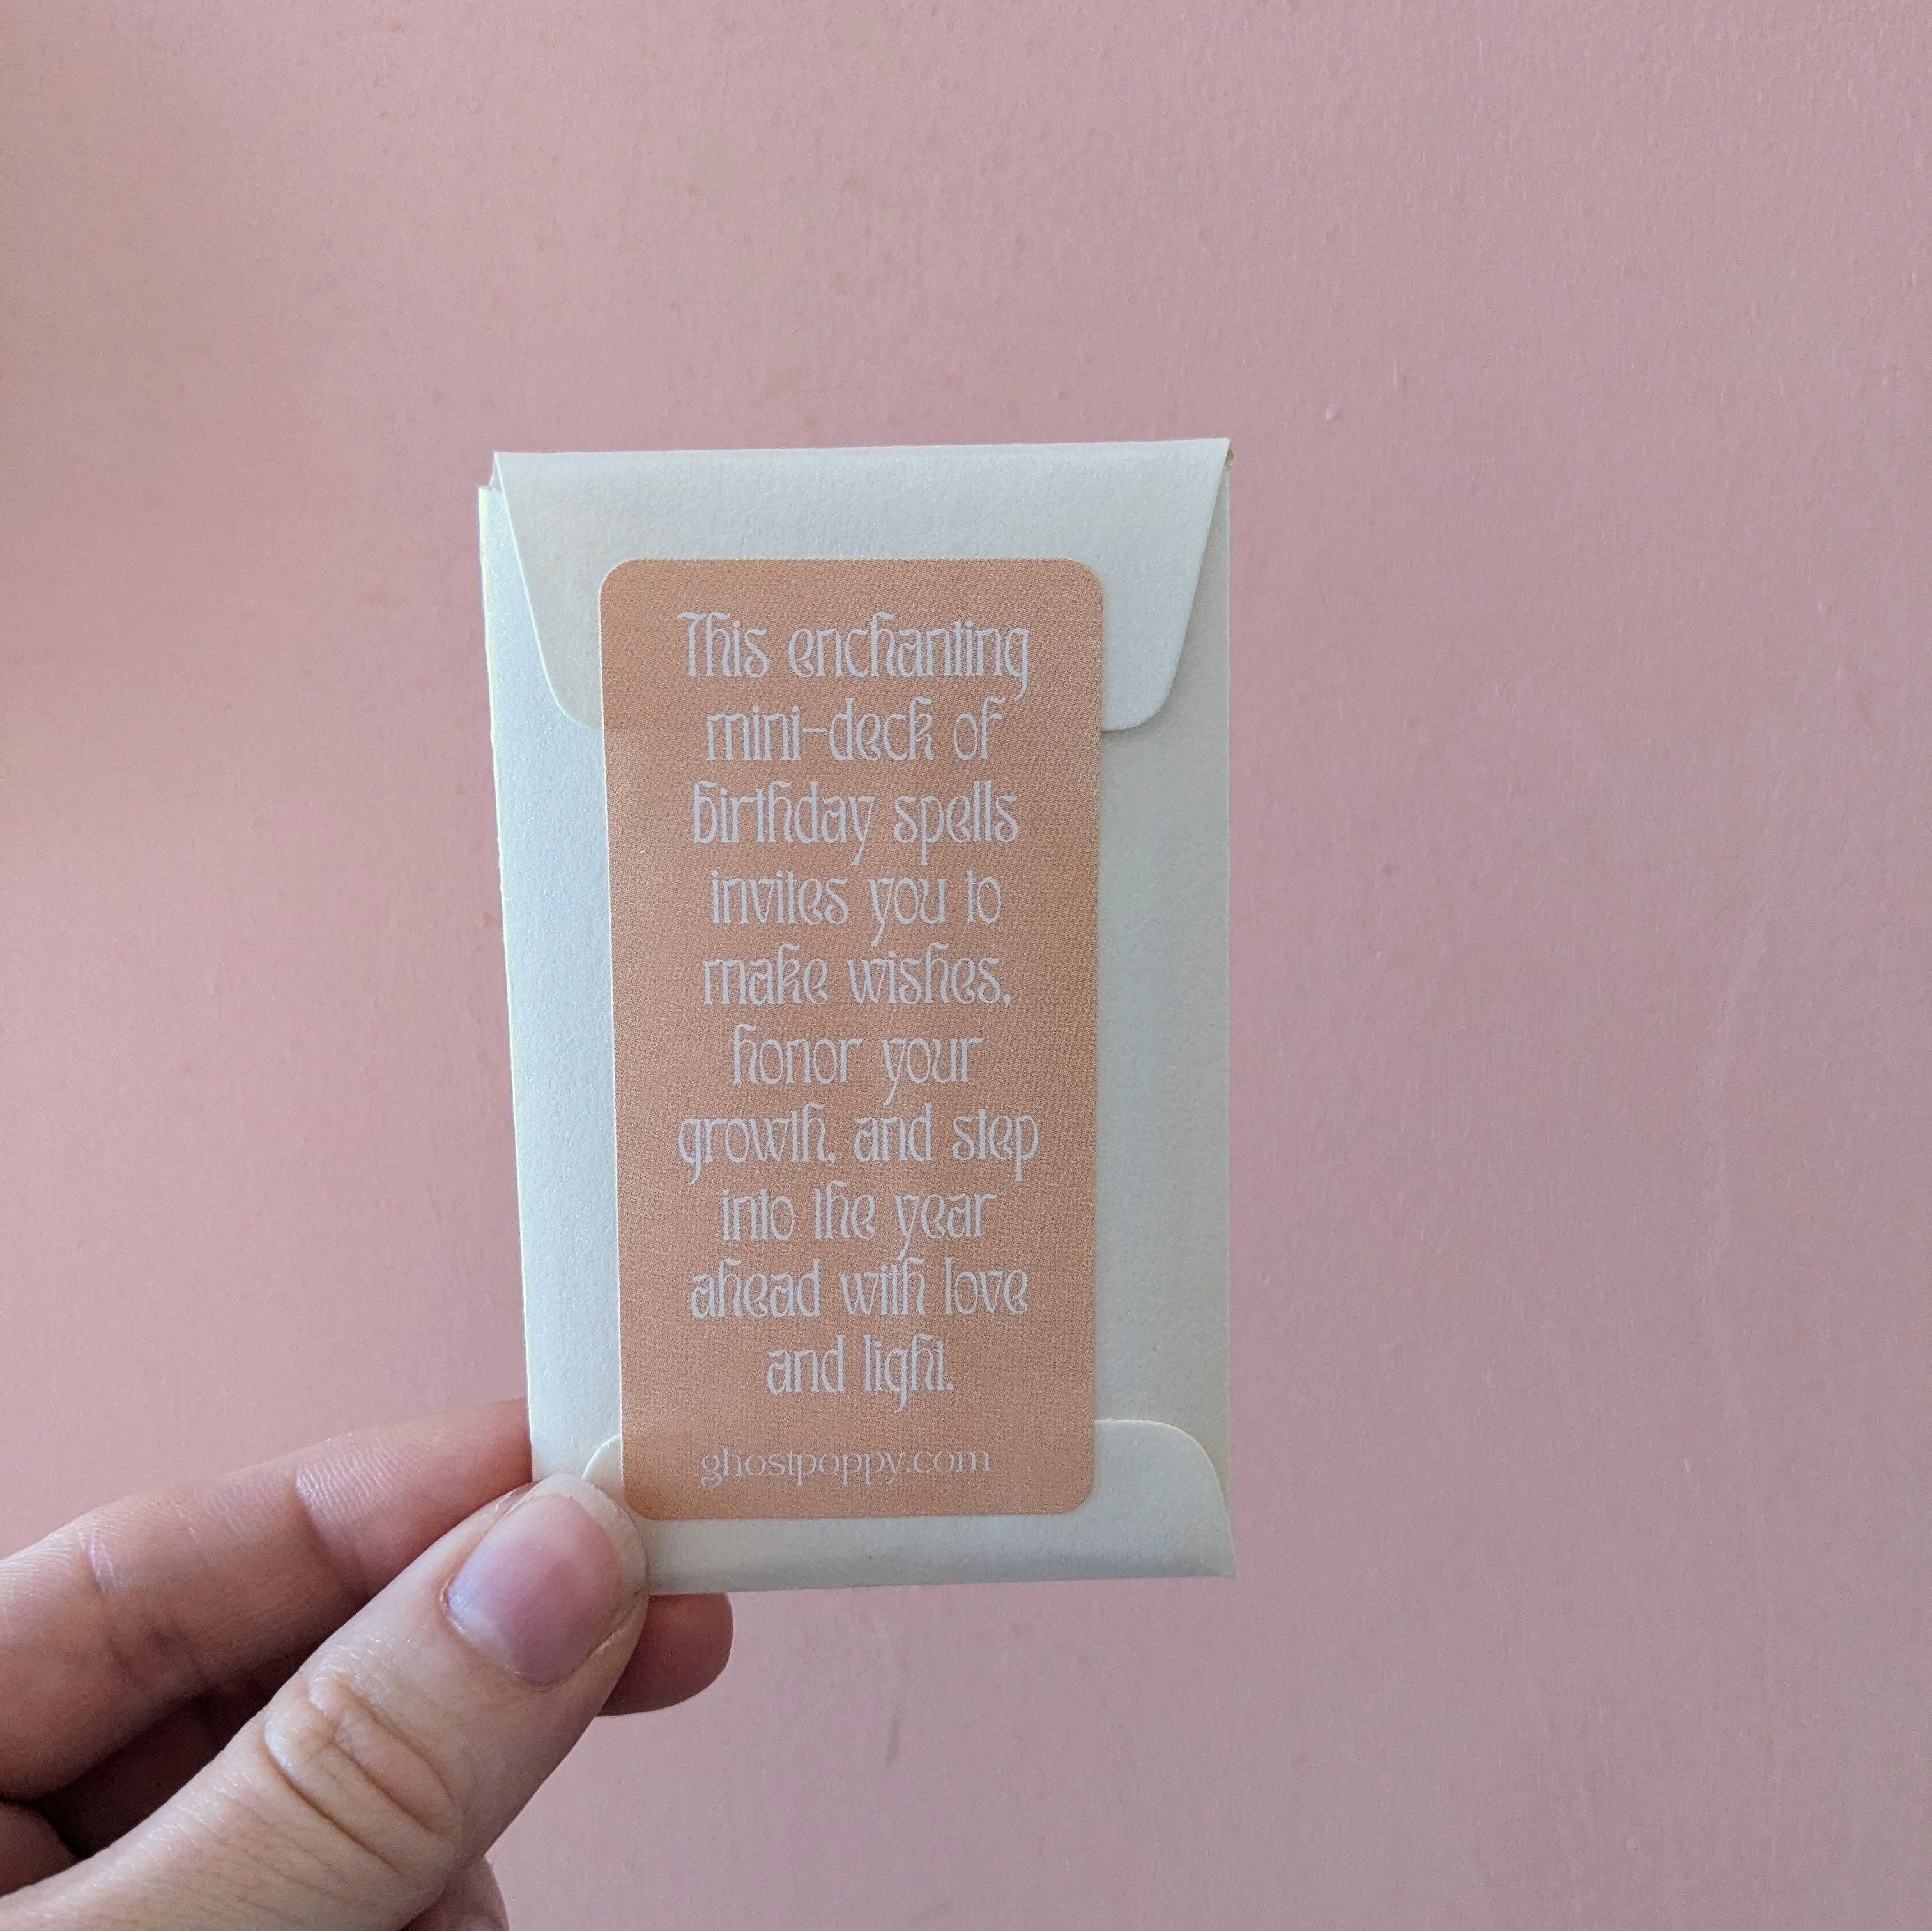 This enchanting
mini-deck of
birthday spells
invites you to
make wishes,
honor your
growth, and step
into the year
ahead with love
and light.
ghostpoppy.com